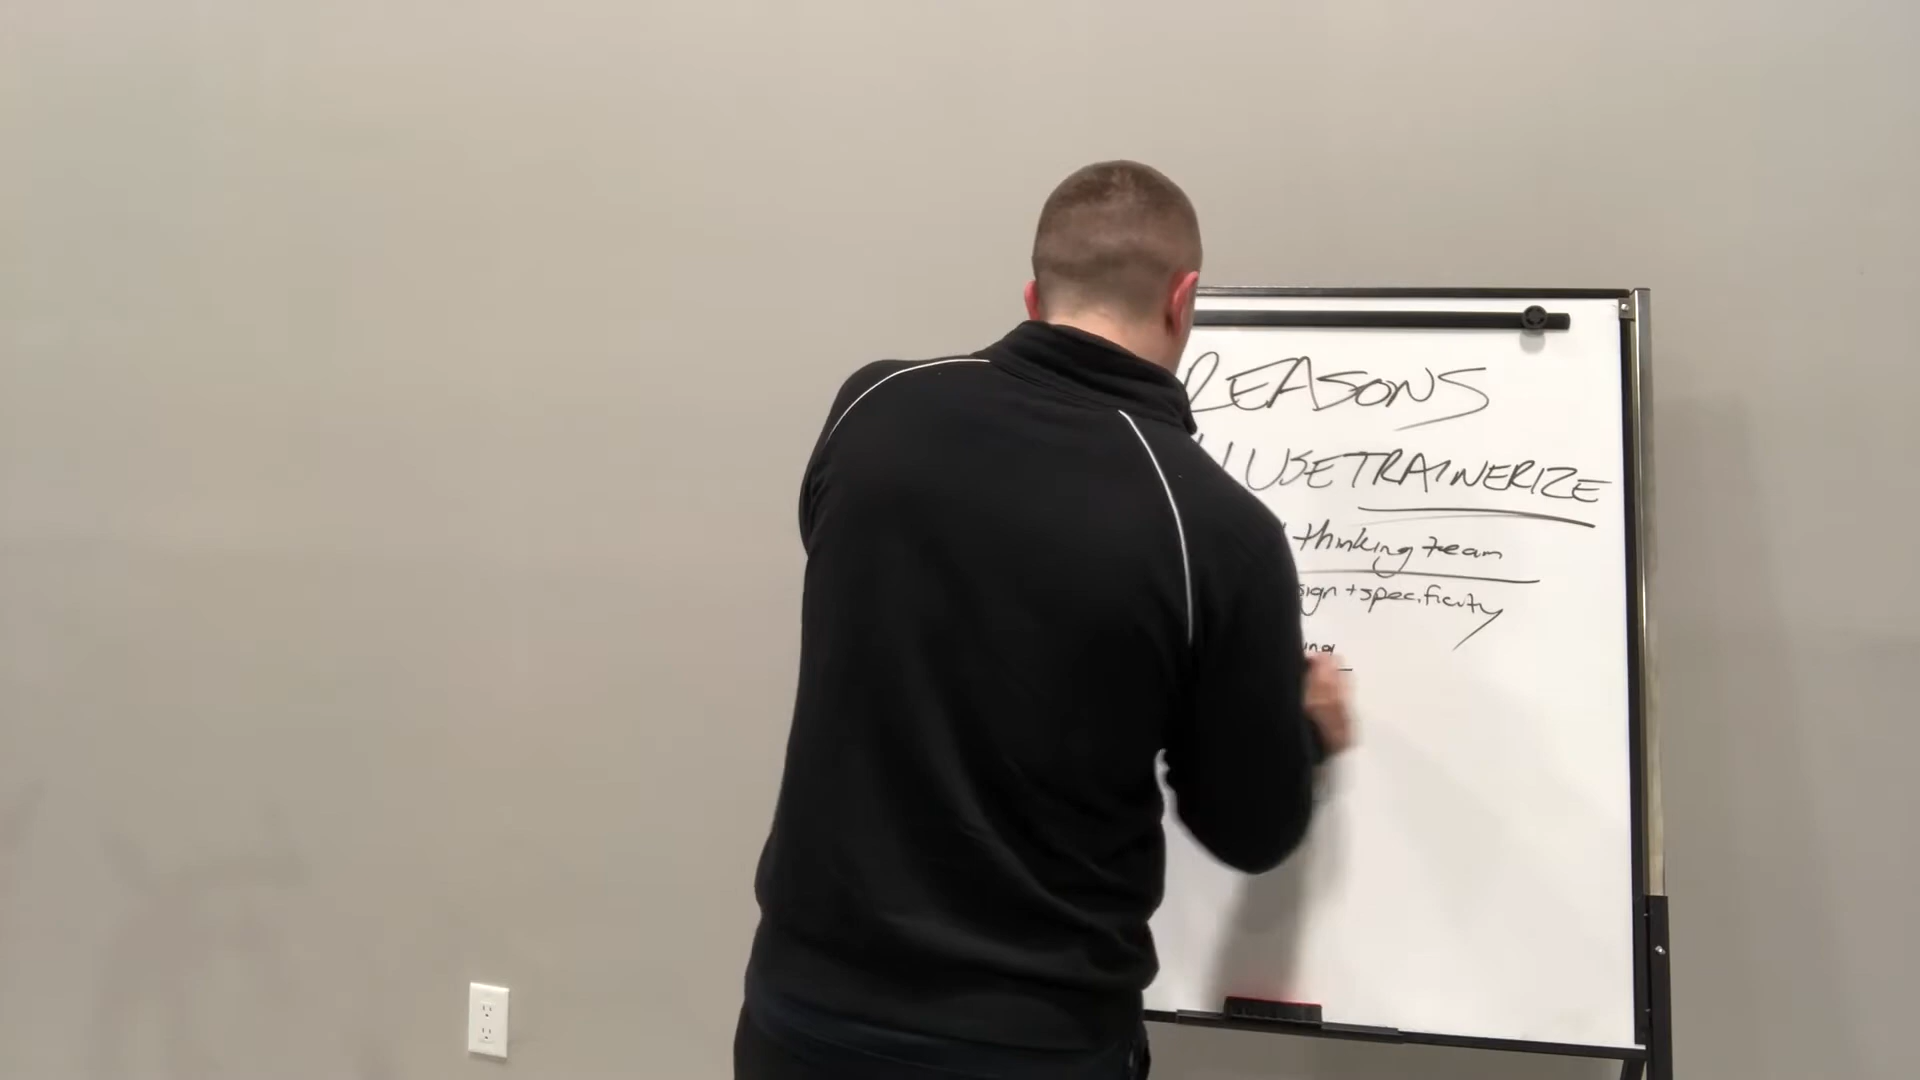 REASONS
USE TRAINERIZE
thinking team
sign + specificity